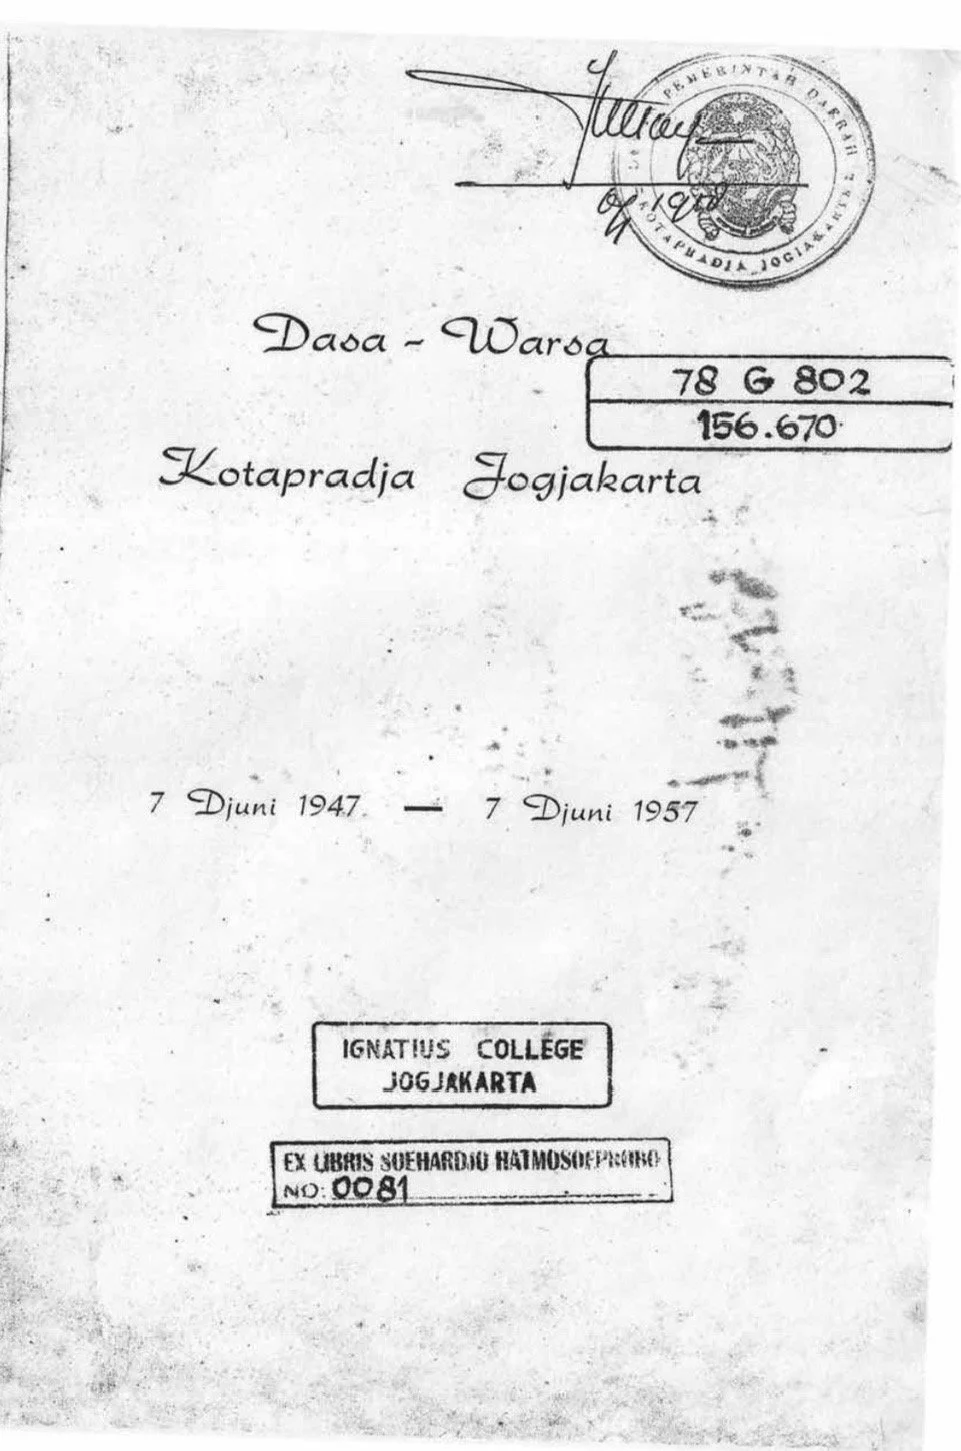 PEMERINTAH DAERAH
KOTAPRADJA JOGJAKARTA
1958
Dasa - Warsa
78 G 802
156.670
Kotapradja Jogjakarta
7 Djuni 1947. — 7 Djuni 1957
IGNATIUS COLLEGE
JOGJAKARTA
EX LIBRIS SOEHARDJO HATMOSOEPROBO
NO: 0081